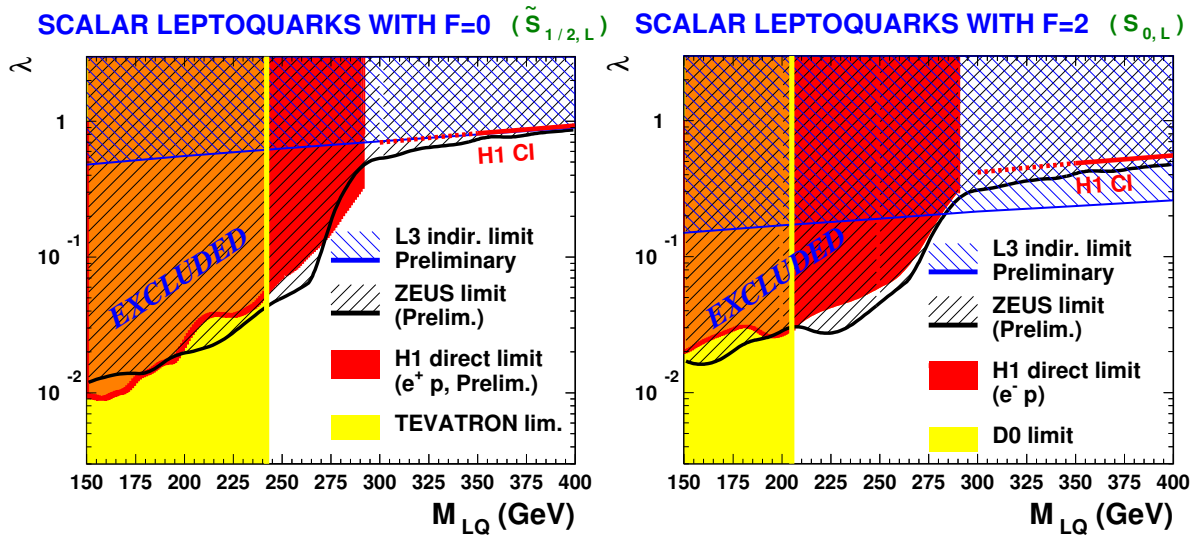 SCALAR LEPTOQUARKS WITH F=0 ( S̃ 1/2, L )
λ
1
10 -1
10 -2
EXCLUDED
H1 CI
L3 indir. limit
Preliminary
ZEUS limit
(Prelim.)
H1 direct limit
(e+ p, Prelim.)
TEVATRON lim.
150 175 200 225 250 275 300 325 350 375 400
M LQ (GeV)
SCALAR LEPTOQUARKS WITH F=2 ( S 0, L )
λ
1
10 -1
10 -2
EXCLUDED
H1 CI
L3 indir. limit
Preliminary
ZEUS limit
(Prelim.)
H1 direct limit
(e- p)
D0 limit
150 175 200 225 250 275 300 325 350 375 400
M LQ (GeV)